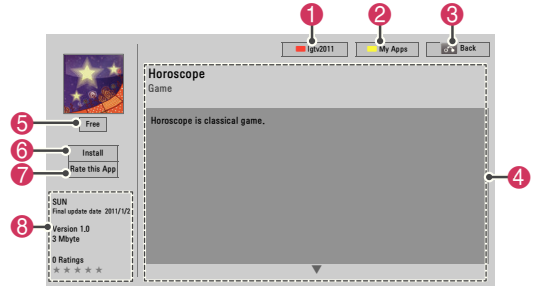 1
2
3
lgtv2011
My Apps
Back
Horoscope
Game
Horoscope is classical game.
4
5
Free
6
Install
7
Rate this App
8
SUN
Final update date 2011/1/2
Version 1.0
3 Mbyte
0 Ratings